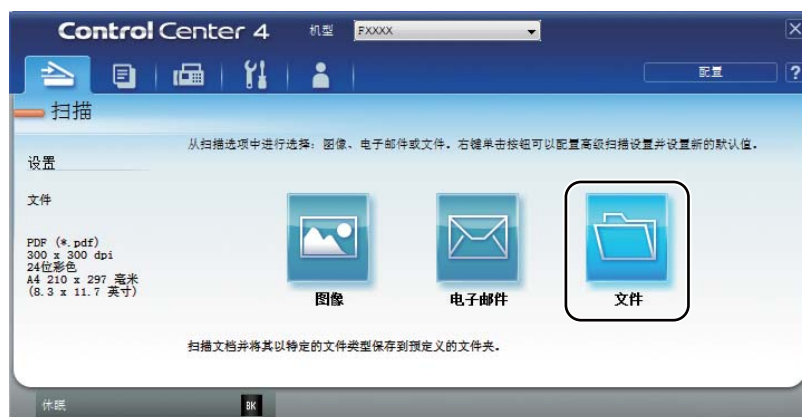 Control Center 4 机型 FXXXX
配置 ?
扫描
从扫描选项中进行选择: 图像、电子邮件或文件。右键单击按钮可以配置高级扫描设置并设置新的默认值。
设置
文件
PDF (*.pdf)
300 x 300 dpi
24位彩色
A4 210 x 297 毫米
(8.3 x 11.7 英寸)
图像 电子邮件 文件
扫描文档并将其以特定的文件类型保存到预定义的文件夹。
休眠 BK